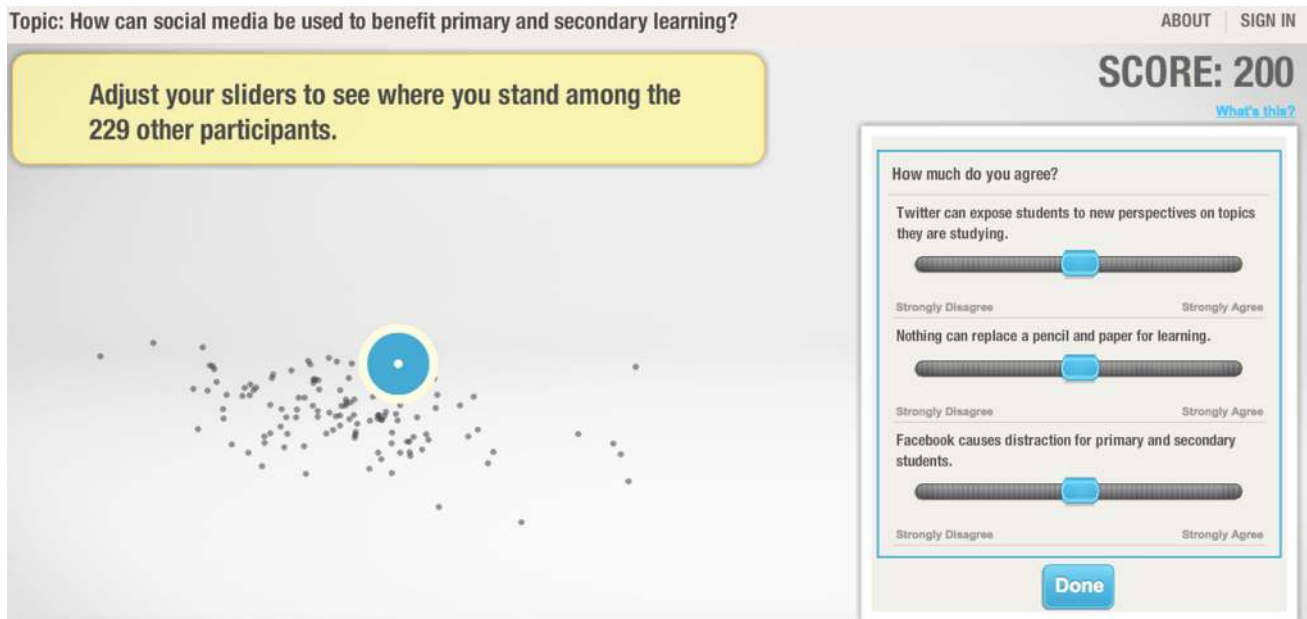 Topic: How can social media be used to benefit primary and secondary learning?
ABOUT SIGN IN
Adjust your sliders to see where you stand among the
229 other participants.
SCORE: 200
What's this?
How much do you agree?
Twitter can expose students to new perspectives on topics
they are studying.
Strongly Disagree Strongly Agree
Nothing can replace a pencil and paper for learning.
Strongly Disagree Strongly Agree
Facebook causes distraction for primary and secondary
students.
Strongly Disagree Strongly Agree
Done